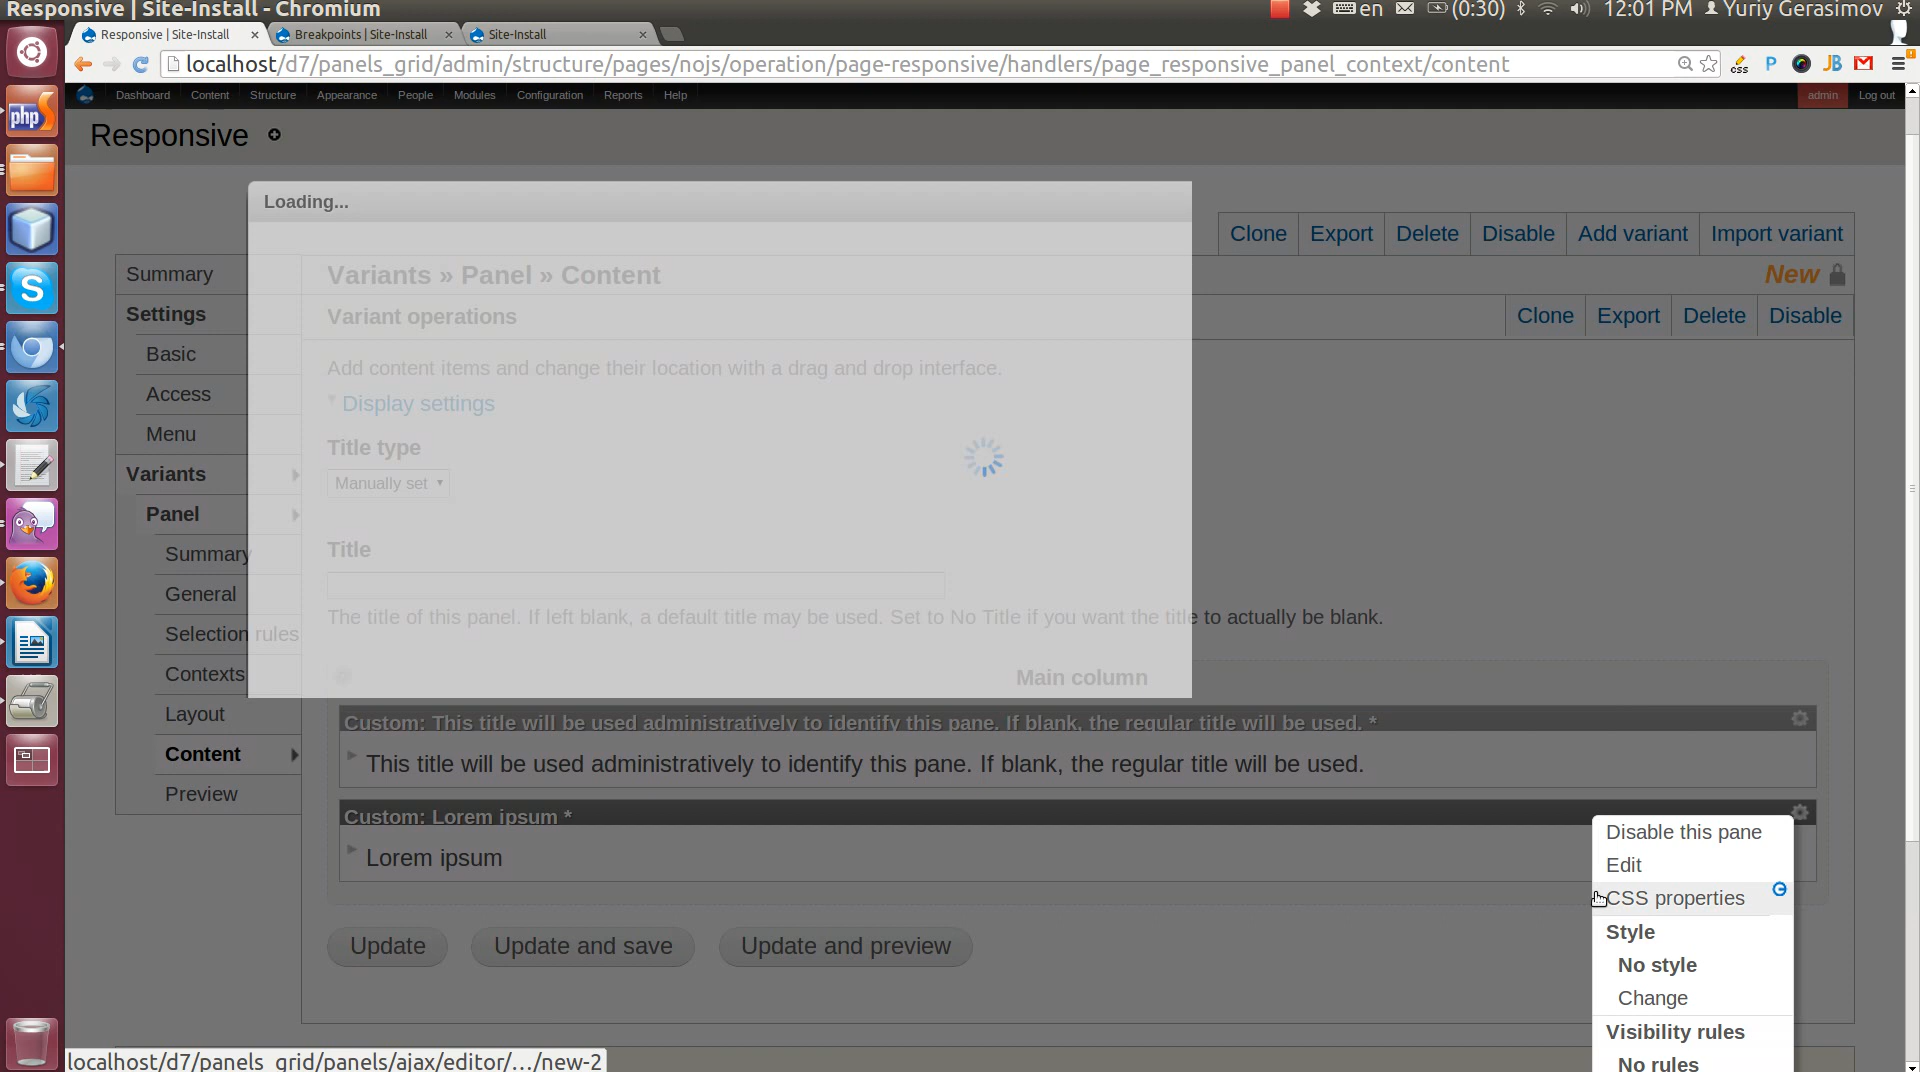 Responsive | Site-Install - Chromium
en
(0:30)
12:01 PM
Yuriy Gerasimov
Responsive | Site-Install
Breakpoints | Site-Install
Site-Install
localhost/d7/panels_grid/admin/structure/pages/nojs/operation/page-responsive/handlers/page_responsive_panel_context/content
Dashboard Content Structure Appearance People Modules Configuration Reports Help
admin
Log out
Responsive
Loading...
Clone Export Delete Disable Add variant Import variant
Summary
Variants » Panel » Content
New
Settings
Variant operations
Clone Export Delete Disable
Basic
Add content items and change their location with a drag and drop interface.
Access
Display settings
Menu
Title type
Variants
Manually set
Panel
Summary
Title
General
The title of this panel. If left blank, a default title may be used. Set to No Title if you want the title to actually be blank.
Selection rules
Contexts
Main column
Layout
Custom: This title will be used administratively to identify this pane. If blank, the regular title will be used. *
Content
This title will be used administratively to identify this pane. If blank, the regular title will be used.
Preview
Custom: Lorem ipsum *
Lorem ipsum
Disable this pane
Edit
CSS properties
Style
No style
Change
Visibility rules
No rules
Update
Update and save
Update and preview
localhost/d7/panels_grid/panels/ajax/editor/…/new-2